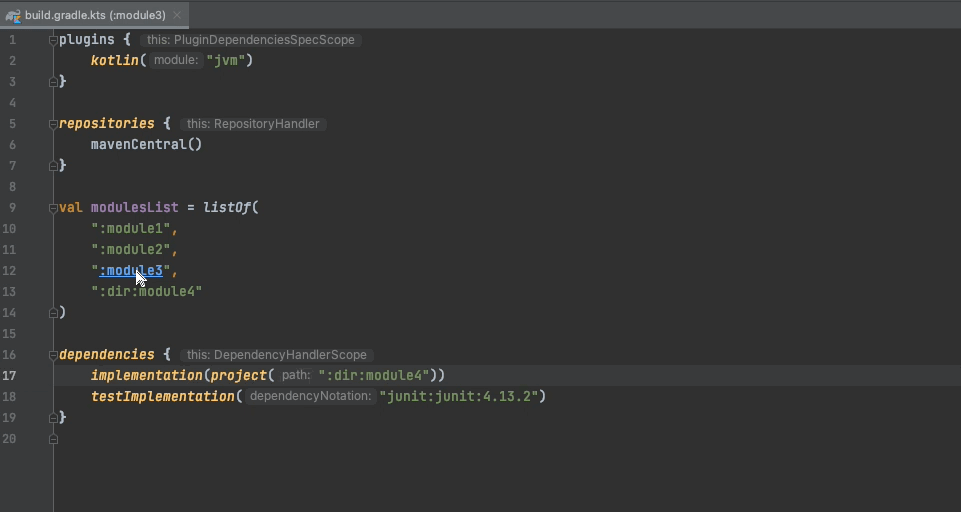 build.gradle.kts (:module3)
1 plugins { this: PluginDependenciesSpecScope
2 kotlin( module: "jvm")
3 }
4
5 repositories { this: RepositoryHandler
6 mavenCentral()
7 }
8
9 val modulesList = listOf(
10 ":module1",
11 ":module2",
12 ":module3",
13 ":dir:module4"
14 )
15
16 dependencies { this: DependencyHandlerScope
17 implementation(project( path: ":dir:module4"))
18 testImplementation( dependencyNotation: "junit:junit:4.13.2")
19 }
20